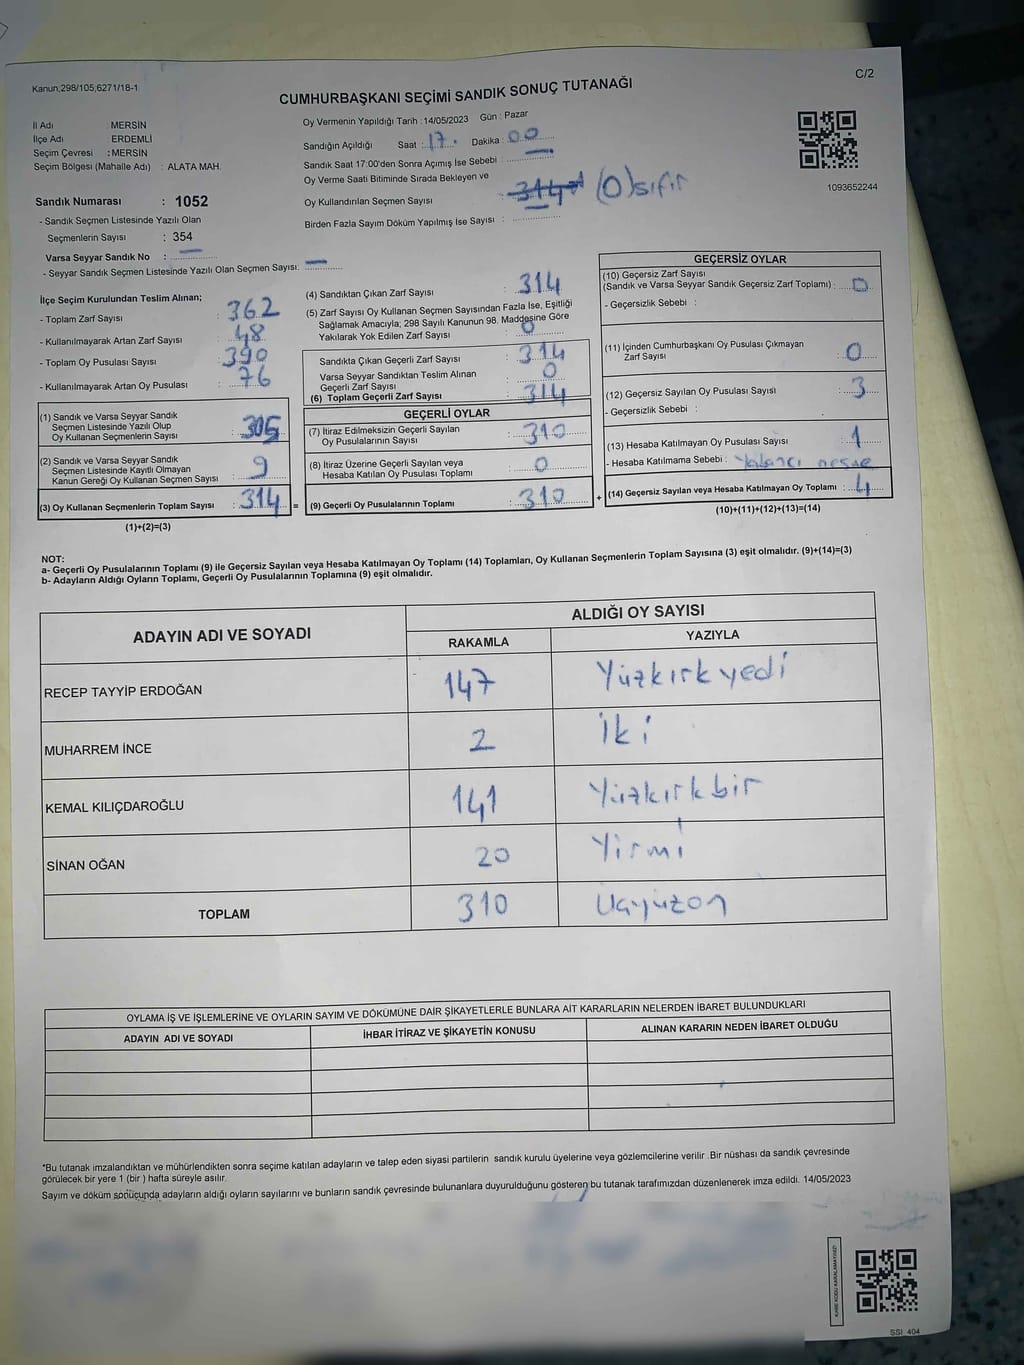 Kanun;298/105;6271/18-1
C/2
CUMHURBAŞKANI SEÇİMİ SANDIK SONUÇ TUTANAĞI
İl Adı : MERSİN
İlçe Adı : ERDEMLİ
Seçim Çevresi : MERSİN
Seçim Bölgesi (Mahalle Adı) : ALATA MAH.
Oy Vermenin Yapıldığı Tarih :14/05/2023 Gün : Pazar
Sandığın Açıldığı Saat : 17. Dakika : 00
Sandık Saat 17:00'den Sonra Açımış İse Sebebi : —
Oy Verme Saati Bitiminde Sırada Bekleyen ve
Oy Kullandırılan Seçmen Sayısı : 314 (0)sıfır
Birden Fazla Sayım Döküm Yapılmış İse Sayısı :
1093652244
Sandık Numarası : 1052
- Sandık Seçmen Listesinde Yazılı Olan
Seçmenlerin Sayısı : 354
Varsa Seyyar Sandık No : —
- Seyyar Sandık Seçmen Listesinde Yazılı Olan Seçmen Sayısı: —
İlçe Seçim Kurulundan Teslim Alınan;
- Toplam Zarf Sayısı : 362
- Kullanılmayarak Artan Zarf Sayısı : 48
- Toplam Oy Pusulası Sayısı : 390
- Kullanılmayarak Artan Oy Pusulası : 76
(1) Sandık ve Varsa Seyyar Sandık
Seçmen Listesinde Yazılı Olup
Oy Kullanan Seçmenlerin Sayısı : 305
(2) Sandık ve Varsa Seyyar Sandık
Seçmen Listesinde Kayıtlı Olmayan
Kanun Gereği Oy Kullanan Seçmen Sayısı : 9
(3) Oy Kullanan Seçmenlerin Toplam Sayısı : 314 =
(1)+(2)=(3)
(4) Sandıktan Çıkan Zarf Sayısı : 314
(5) Zarf Sayısı Oy Kullanan Seçmen Sayısından Fazla İse, Eşitliği
Sağlamak Amacıyla; 298 Sayılı Kanunun 98. Maddesine Göre
Yakılarak Yok Edilen Zarf Sayısı : 0
Sandıkta Çıkan Geçerli Zarf Sayısı : 314
Varsa Seyyar Sandıktan Teslim Alınan
Geçerli Zarf Sayısı : 0
(6) Toplam Geçerli Zarf Sayısı : 314
GEÇERLİ OYLAR
(7) İtiraz Edilmeksizin Geçerli Sayılan
Oy Pusulalarının Sayısı : 310
(8) İtiraz Üzerine Geçerli Sayılan veya
Hesaba Katılan Oy Pusulası Toplamı : 0
(9) Geçerli Oy Pusulalarının Toplamı : 310 +
GEÇERSİZ OYLAR
(10) Geçersiz Zarf Sayısı
(Sandık ve Varsa Seyyar Sandık Geçersiz Zarf Toplamı) : 0
- Geçersizlik Sebebi :
(11) İçinden Cumhurbaşkanı Oy Pusulası Çıkmayan
Zarf Sayısı : 0
(12) Geçersiz Sayılan Oy Pusulası Sayısı : 3
- Geçersizlik Sebebi :
(13) Hesaba Katılmayan Oy Pusulası Sayısı : 1
- Hesaba Katılmama Sebebi : Yabancı nesne
(14) Geçersiz Sayılan veya Hesaba Katılmayan Oy Toplamı : 4
(10)+(11)+(12)+(13)=(14)
NOT:
a- Geçerli Oy Pusulalarının Toplamı (9) ile Geçersiz Sayılan veya Hesaba Katılmayan Oy Toplamı (14) Toplamları, Oy Kullanan Seçmenlerin Toplam Sayısına (3) eşit olmalıdır. (9)+(14)=(3)
b- Adayların Aldığı Oyların Toplamı, Geçerli Oy Pusulalarının Toplamına (9) eşit olmalıdır.
ADAYIN ADI VE SOYADI
ALDIĞI OY SAYISI
RAKAMLA YAZIYLA
RECEP TAYYİP ERDOĞAN 147 Yüzkırkyedi
MUHARREM İNCE 2 İki
KEMAL KILIÇDAROĞLU 141 Yüzkırkbir
SİNAN OĞAN 20 Yirmi
TOPLAM 310 Üçyüzon
OYLAMA İŞ VE İŞLEMLERİNE VE OYLARIN SAYIM VE DÖKÜMÜNE DAİR ŞİKAYETLERLE BUNLARA AİT KARARLARIN NELERDEN İBARET BULUNDUKLARI
ADAYIN ADI VE SOYADI İHBAR İTİRAZ VE ŞİKAYETİN KONUSU ALINAN KARARIN NEDEN İBARET OLDUĞU
*Bu tutanak imzalandıktan ve mühürlendikten sonra seçime katılan adayların ve talep eden siyasi partilerin sandık kurulu üyelerine veya gözlemcilerine verilir .Bir nüshası da sandık çevresinde
görülecek bir yere 1 (bir ) hafta süreyle asılır.
Sayım ve döküm sonucunda adayların aldığı oyların sayılarını ve bunların sandık çevresinde bulunanlara duyurulduğunu gösteren bu tutanak tarafımızdan düzenlenerek imza edildi. 14/05/2023
KARE KODU KARALAMAYINIZ!
SSI_404